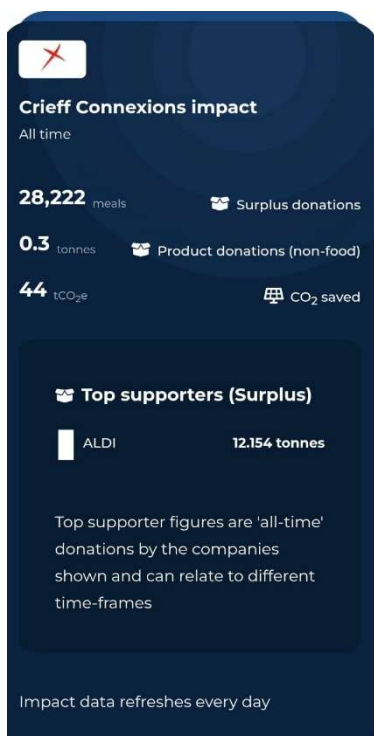 Crieff Connexions impact
All time
28,222 meals Surplus donations
0.3 tonnes Product donations (non-food)
44 tCO₂e CO₂ saved
Top supporters (Surplus)
ALDI 12.154 tonnes
Top supporter figures are 'all-time'
donations by the companies
shown and can relate to different
time-frames
Impact data refreshes every day